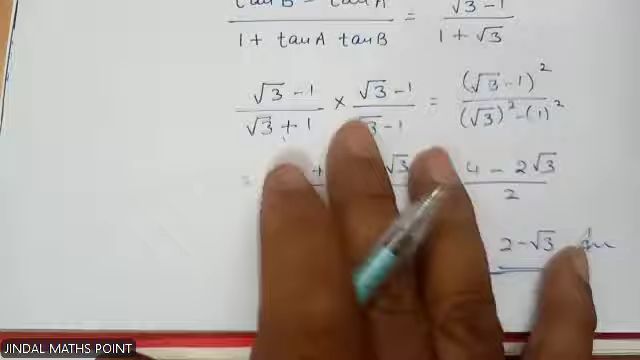 tan B - tan A / 1 + tan A tan B = √3 - 1 / 1 + √3
√3 - 1 / √3 + 1 × √3 - 1 / √3 - 1 = (√3 - 1)² / (√3)² - (1)²
= + √3 4 - 2√3 / 2
2 - √3
JINDAL MATHS POINT